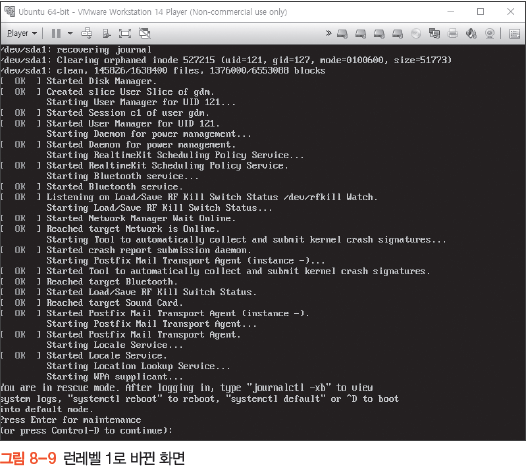 Ubuntu 64-bit - VMware Workstation 14 Player (Non-commercial use only)
Player
/dev/sda1: recovering journal
/dev/sda1: Clearing orphaned inode 527215 (uid=121, gid=127, mode=0100600, size=51773)
/dev/sda1: clean, 145826/1638400 files, 1376000/6553088 blocks
[ OK ] Started Disk Manager.
[ OK ] Created slice User Slice of gdm.
Starting User Manager for UID 121...
[ OK ] Started Session c1 of user gdm.
[ OK ] Started User Manager for UID 121.
Starting Daemon for power management...
[ OK ] Started Daemon for power management.
Starting RealtimeKit Scheduling Policy Service...
[ OK ] Started RealtimeKit Scheduling Policy Service.
Starting Bluetooth service...
[ OK ] Started Bluetooth service.
[ OK ] Listening on Load/Save RF Kill Switch Status /dev/rfkill Watch.
Starting Load/Save RF Kill Switch Status...
[ OK ] Started Network Manager Wait Online.
[ OK ] Reached target Network is Online.
Starting Tool to automatically collect and submit kernel crash signatures...
[ OK ] Started crash report submission daemon.
Starting Postfix Mail Transport Agent (instance -)...
[ OK ] Started Tool to automatically collect and submit kernel crash signatures.
[ OK ] Reached target Bluetooth.
[ OK ] Started Load/Save RF Kill Switch Status.
[ OK ] Reached target Sound Card.
[ OK ] Started Postfix Mail Transport Agent (instance -).
Starting Postfix Mail Transport Agent...
[ OK ] Started Postfix Mail Transport Agent.
Starting Locale Service...
[ OK ] Started Locale Service.
Starting Location Lookup Service...
Starting WPA supplicant...
You are in rescue mode. After logging in, type "journalctl -xb" to view
system logs, "systemctl reboot" to reboot, "systemctl default" or ^D to boot
into default mode.
Press Enter for maintenance
(or press Control-D to continue):
그림 8-9 런레벨 1로 바뀐 화면